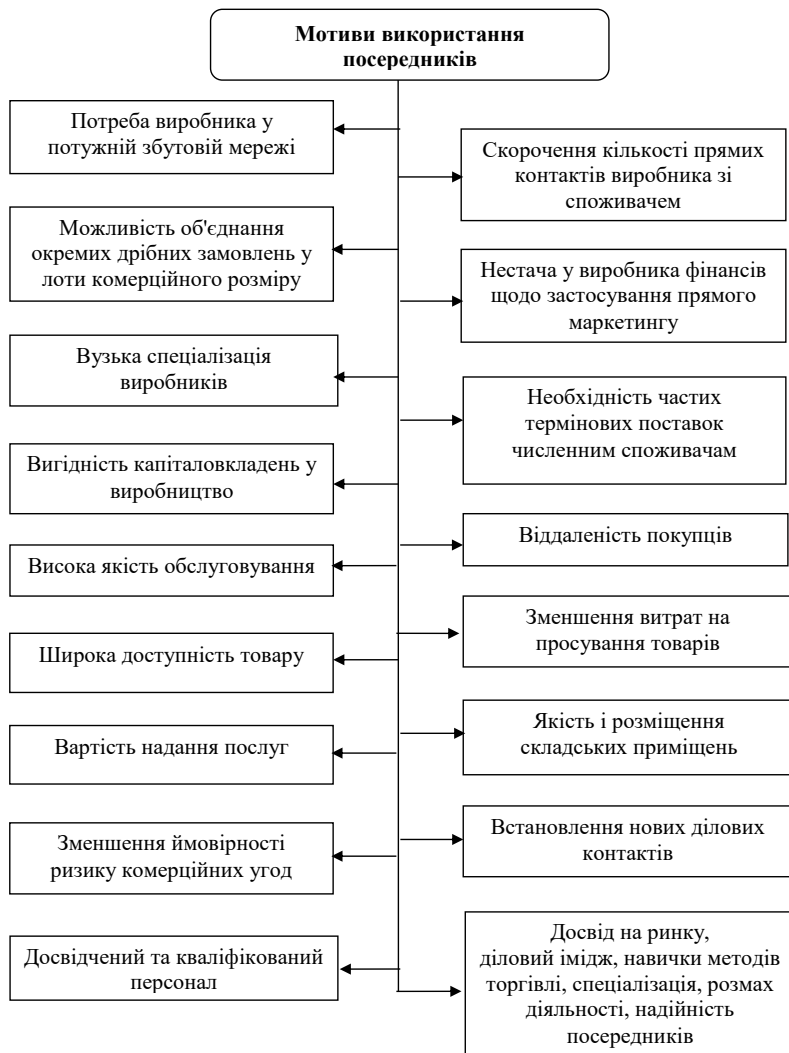 Мотиви використання
посередників
Потреба виробника у
потужній збутовій мережі
Скорочення кількості прямих
контактів виробника зі
споживачем
Можливість об'єднання
окремих дрібних замовлень у
лоти комерційного розміру
Нестача у виробника фінансів
щодо застосування прямого
маркетингу
Вузька спеціалізація
виробників
Необхідність частих
термінових поставок
численним споживачам
Вигідність капіталовкладень у
виробництво
Віддаленість покупців
Висока якість обслуговування
Зменшення витрат на
просування товарів
Широка доступність товару
Якість і розміщення
складських приміщень
Вартість надання послуг
Встановлення нових ділових
контактів
Зменшення ймовірності
ризику комерційних угод
Досвід на ринку,
діловий імідж, навички методів
торгівлі, спеціалізація, розмах
діяльності, надійність
посередників
Досвідчений та кваліфікований
персонал